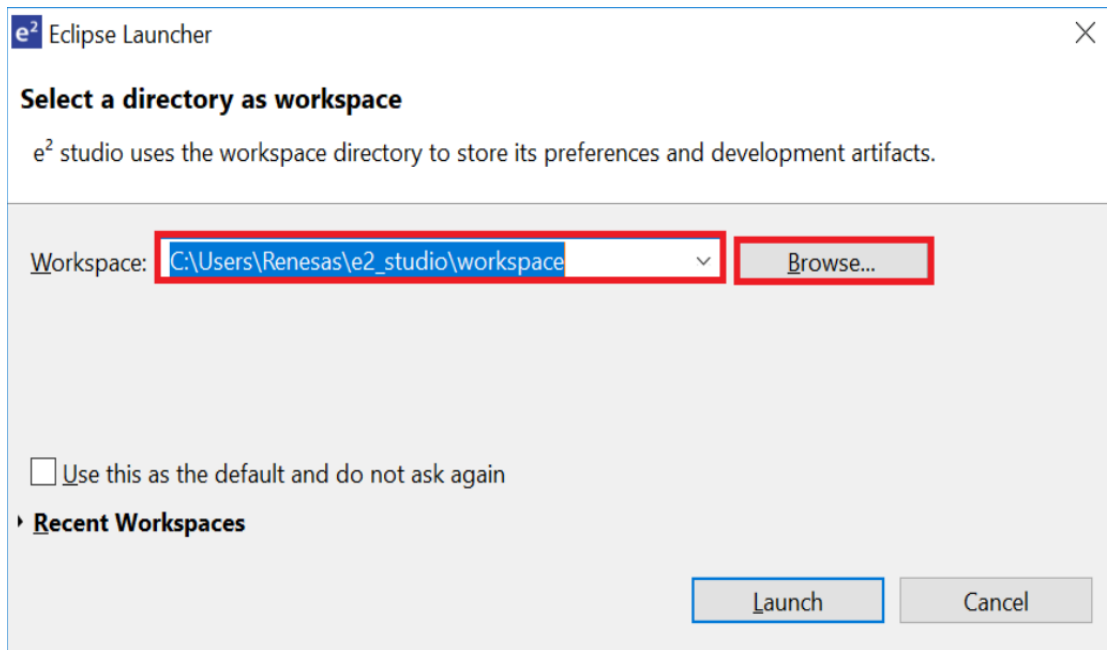 e² Eclipse Launcher
Select a directory as workspace
e² studio uses the workspace directory to store its preferences and development artifacts.
Workspace: C:\Users\Renesas\e2_studio\workspace Browse...
Use this as the default and do not ask again
Recent Workspaces
Launch Cancel